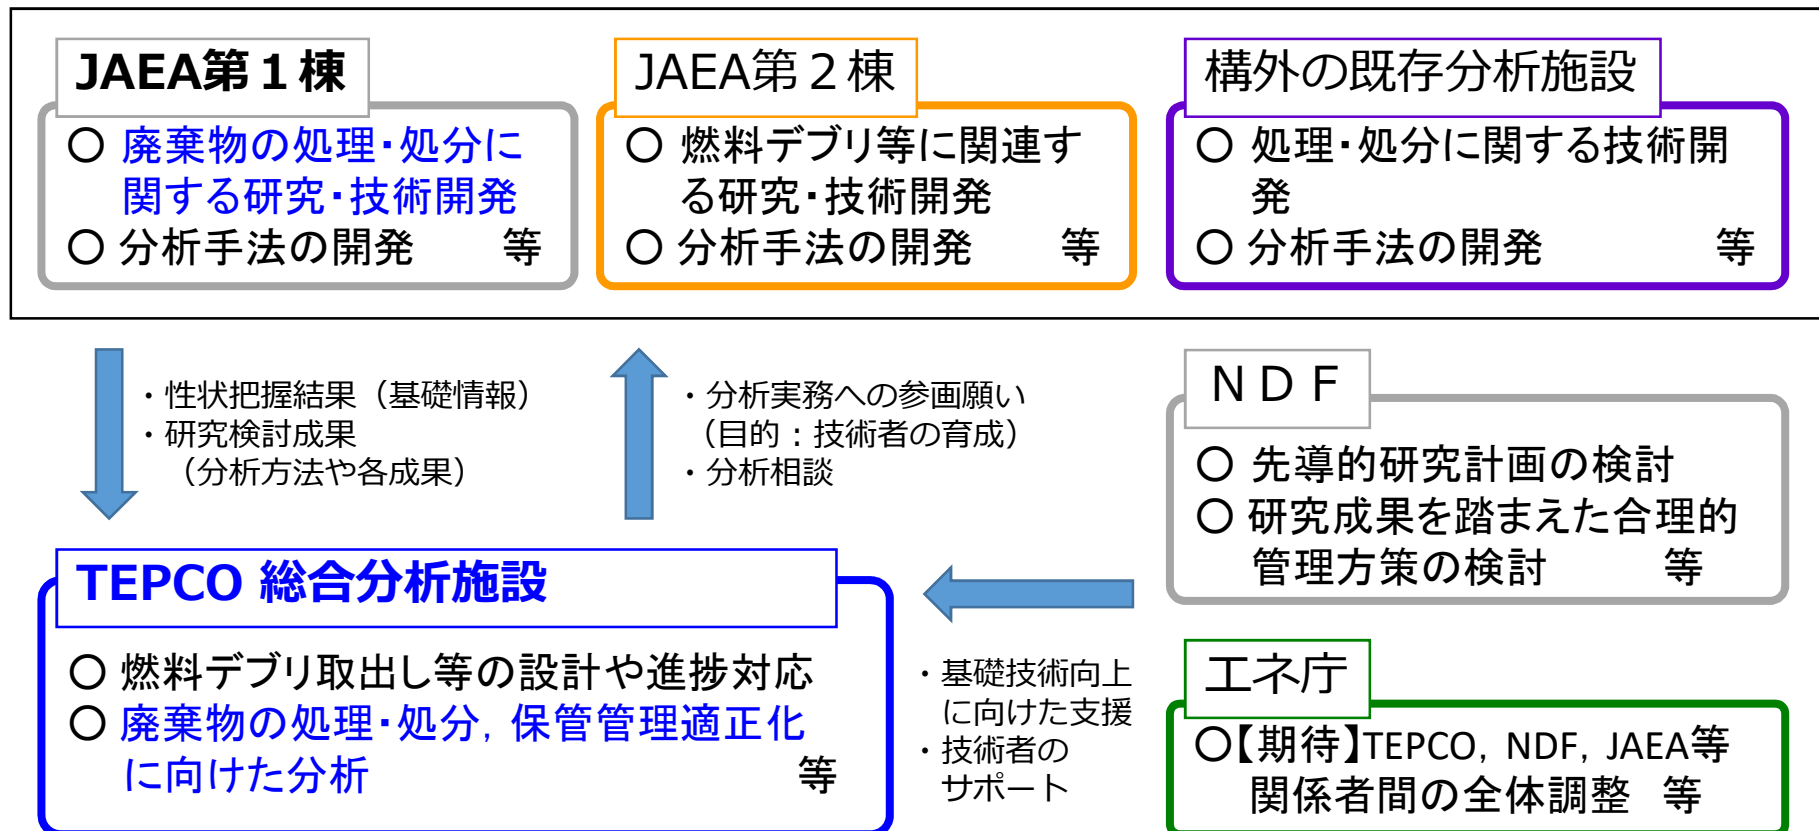 JAEA第１棟
○ 廃棄物の処理・処分に
関する研究・技術開発
○ 分析手法の開発　　等
JAEA第２棟
○ 燃料デブリ等に関連す
る研究・技術開発
○ 分析手法の開発　　等
構外の既存分析施設
○ 処理・処分に関する技術開
発
○ 分析手法の開発　　　　等
・性状把握結果（基礎情報）
・研究検討成果
（分析方法や各成果）
・分析実務への参画願い
（目的：技術者の育成）
・分析相談
ＮＤＦ
○ 先導的研究計画の検討
○ 研究成果を踏まえた合理的
管理方策の検討　　　等
TEPCO 総合分析施設
○ 燃料デブリ取出し等の設計や進捗対応
○ 廃棄物の処理・処分，保管管理適正化
に向けた分析　　　　　　　　　　等
・基礎技術向上
に向けた支援
・技術者の
サポート
エネ庁
○【期待】TEPCO，NDF，JAEA等
関係者間の全体調整　等